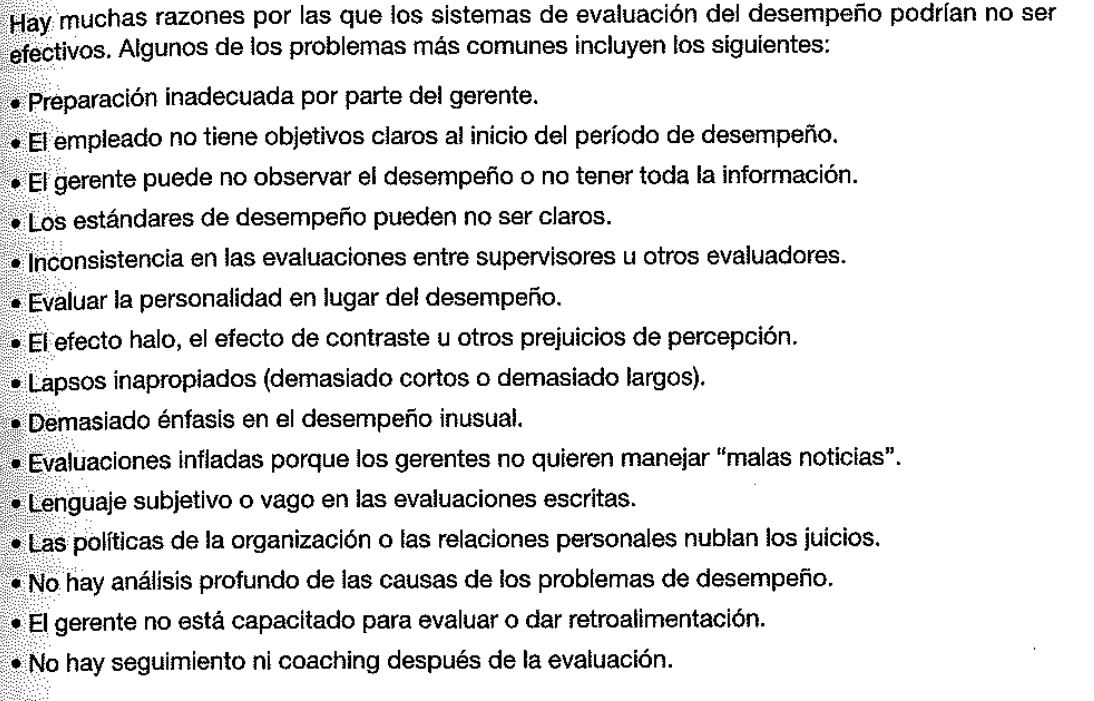 Hay muchas razones por las que los sistemas de evaluación del desempeño podrían no ser
efectivos. Algunos de los problemas más comunes incluyen los siguientes:
• Preparación inadecuada por parte del gerente.
• El empleado no tiene objetivos claros al inicio del período de desempeño.
• El gerente puede no observar el desempeño o no tener toda la información.
• Los estándares de desempeño pueden no ser claros.
• Inconsistencia en las evaluaciones entre supervisores u otros evaluadores.
• Evaluar la personalidad en lugar del desempeño.
• El efecto halo, el efecto de contraste u otros prejuicios de percepción.
• Lapsos inapropiados (demasiado cortos o demasiado largos).
• Demasiado énfasis en el desempeño inusual.
• Evaluaciones infladas porque los gerentes no quieren manejar “malas noticias”.
• Lenguaje subjetivo o vago en las evaluaciones escritas.
• Las políticas de la organización o las relaciones personales nublan los juicios.
• No hay análisis profundo de las causas de los problemas de desempeño.
• El gerente no está capacitado para evaluar o dar retroalimentación.
• No hay seguimiento ni coaching después de la evaluación.